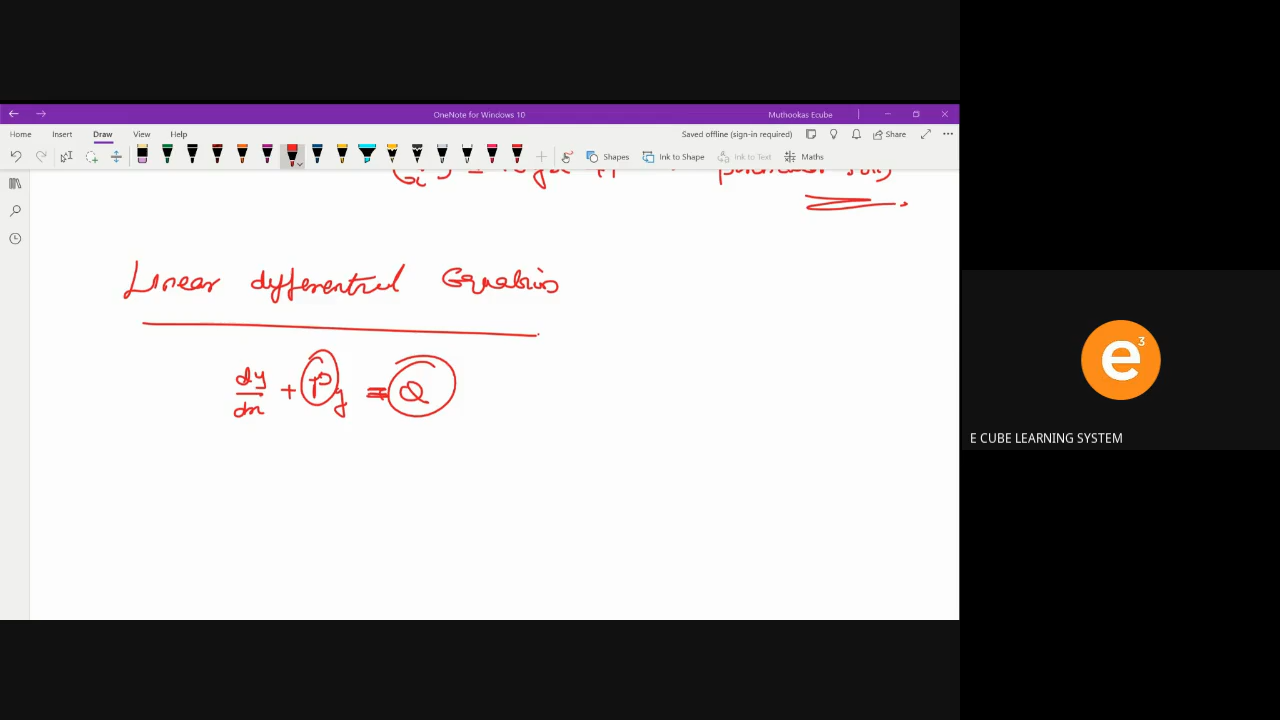 OneNote for Windows 10
Muthookas Ecube
Home Insert Draw View Help
Saved offline (sign-in required)
Share
Shapes
Ink to Shape
Ink to Text
Maths
Linear differential Equations
dy/dx + Py = Q
e3
E CUBE LEARNING SYSTEM